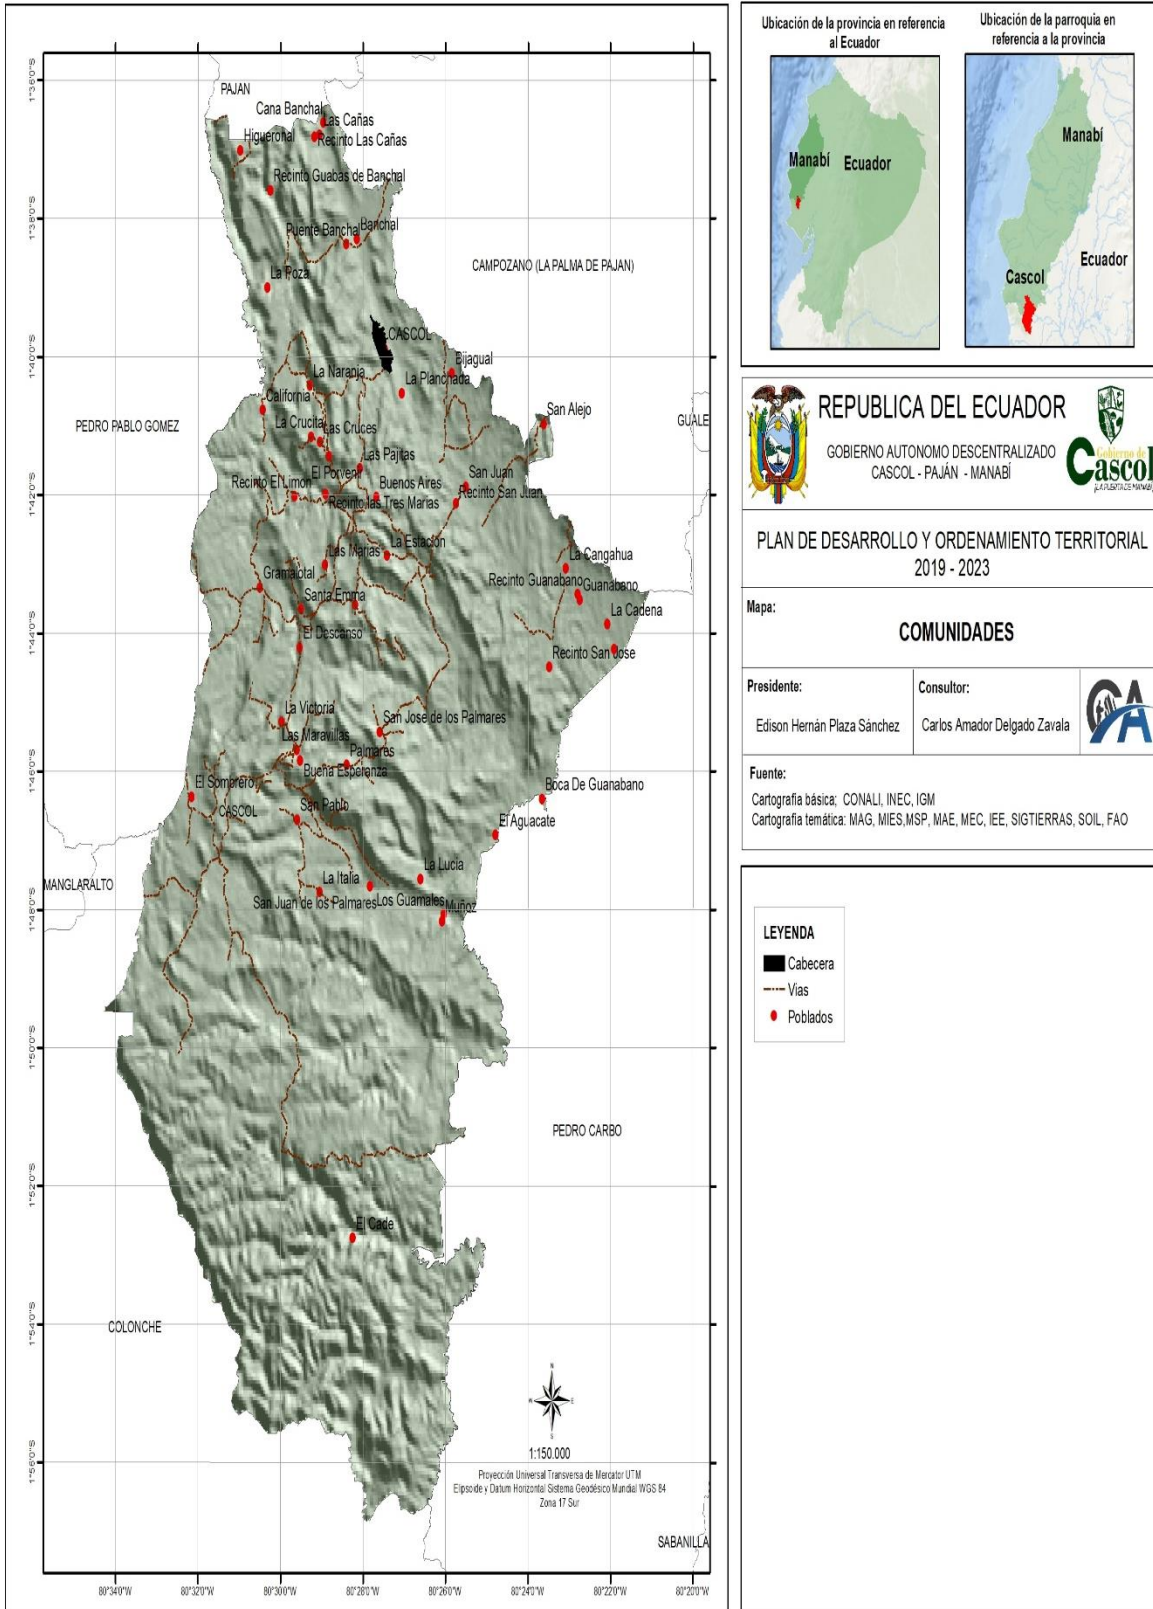 PAJAN
Cana Banchal
Las Cañas
Recinto Las Cañas
Higueronal
Recinto Guabas de Banchal
Puente Banchal
Banchal
CAMPOZANO (LA PALMA DE PAJAN)
La Poza
CASCOL
Bijagual
La Naranja
La Planchada
California
San Alejo
PEDRO PABLO GOMEZ
La Crucita
Las Cruces
GUALE
Las Pajitas
El Porvenir
San Juan
Recinto El Limon
Buenos Aires
Recinto San Juan
Recinto las Tres Marias
La Estacion
Las Marias
La Cangahua
Gramalotal
Recinto Guanabano
Guanabano
Santa Emma
La Cadena
El Descanso
Recinto San Jose
La Victoria
San Jose de los Palmares
Las Maravillas
Palmares
Buena Esperanza
El Sombrero
Boca De Guanabano
CASCOL
San Pablo
El Aguacate
MANGLARALTO
La Italia
La Lucia
San Juan de los Palmares
Los Guamales
Muñoz
PEDRO CARBO
El Cade
COLONCHE
SABANILLA
1°36'0"S
1°38'0"S
1°40'0"S
1°42'0"S
1°44'0"S
1°46'0"S
1°48'0"S
1°50'0"S
1°52'0"S
1°54'0"S
1°56'0"S
80°34'0"W
80°32'0"W
80°30'0"W
80°28'0"W
80°26'0"W
80°24'0"W
80°22'0"W
80°20'0"W
N
W
E
S
1:150.000
Proyección Universal Transversa de Mercator UTM
Elipsoide y Datum Horizontal Sistema Geodésico Mundial WGS 84
Zona 17 Sur
Ubicación de la provincia en referencia
al Ecuador
Manabí
Ecuador
Ubicación de la parroquia en
referencia a la provincia
Manabí
Ecuador
Cascol
REPUBLICA DEL ECUADOR
GOBIERNO AUTONOMO DESCENTRALIZADO
CASCOL - PAJÁN - MANABÍ
Gobierno de
Cascol
¡LA PUERTA DE MANABÍ!
PLAN DE DESARROLLO Y ORDENAMIENTO TERRITORIAL
2019 - 2023
Mapa:
COMUNIDADES
Presidente:
Edison Hernán Plaza Sánchez
Consultor:
Carlos Amador Delgado Zavala
Fuente:
Cartografía básica: CONALI, INEC, IGM
Cartografía temática: MAG, MIES,MSP, MAE, MEC, IEE, SIGTIERRAS, SOIL, FAO
LEYENDA
Cabecera
Vias
Poblados